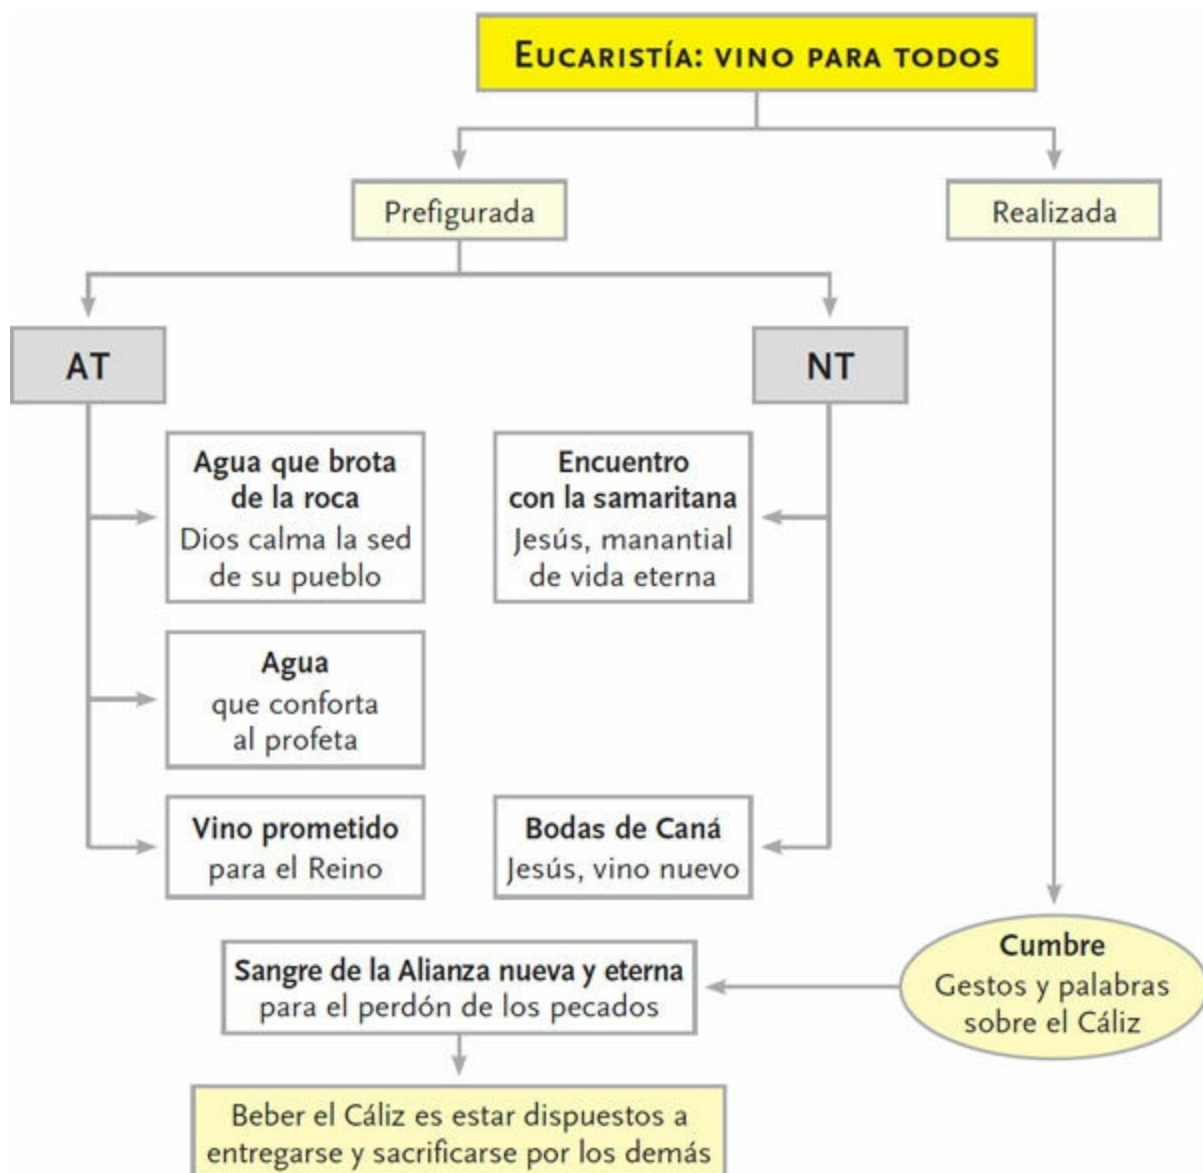 EUCARISTÍA: VINO PARA TODOS
Prefigurada
Realizada
AT
NT
Agua que brota
de la roca
Dios calma la sed
de su pueblo
Encuentro
con la samaritana
Jesús, manantial
de vida eterna
Agua
que conforta
al profeta
Vino prometido
para el Reino
Bodas de Caná
Jesús, vino nuevo
Cumbre
Gestos y palabras
sobre el Cáliz
Sangre de la Alianza nueva y eterna
para el perdón de los pecados
Beber el Cáliz es estar dispuestos a
entregarse y sacrificarse por los demás